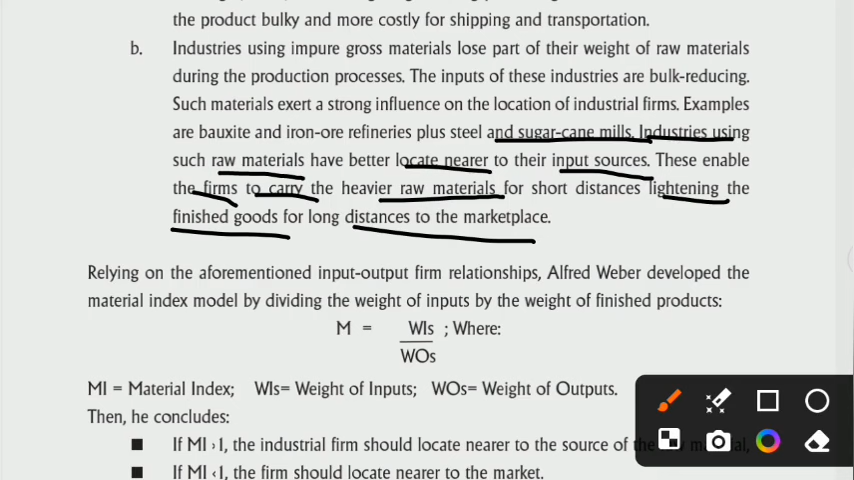 the product bulky and more costly for shipping and transportation.
b. Industries using impure gross materials lose part of their weight of raw materials
during the production processes. The inputs of these industries are bulk-reducing.
Such materials exert a strong influence on the location of industrial firms. Examples
are bauxite and iron-ore refineries plus steel and sugar-cane mills. Industries using
such raw materials have better locate nearer to their input sources. These enable
the firms to carry the heavier raw materials for short distances lightening the
finished goods for long distances to the marketplace.
Relying on the aforementioned input-output firm relationships, Alfred Weber developed the
material index model by dividing the weight of inputs by the weight of finished products:
M = WIs ; Where:
WOs
MI = Material Index; WIs= Weight of Inputs; WOs= Weight of Outputs.
Then, he concludes:
■ If MI >1, the industrial firm should locate nearer to the source of
■ If MI <1, the firm should locate nearer to the market.